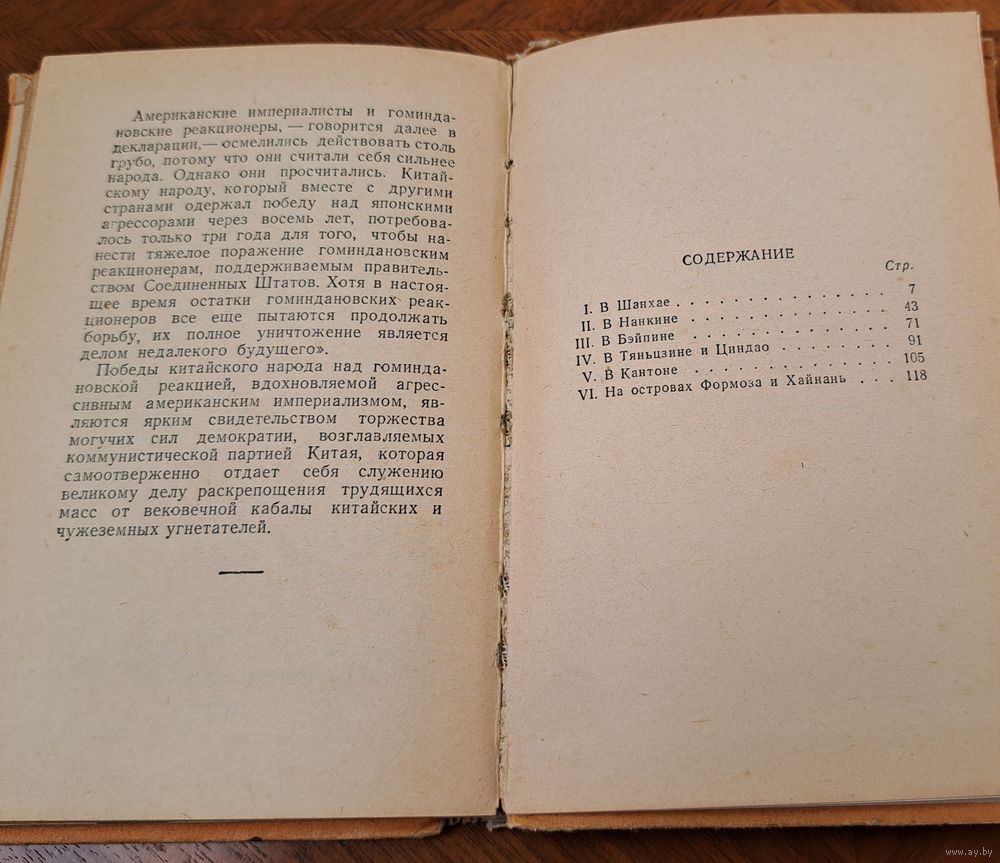 Американские империалисты и гоминда-
новские реакционеры, — говорится далее в
декларации,— осмелились действовать столь
грубо, потому что они считали себя сильнее
народа. Однако они просчитались. Китай-
скому народу, который вместе с другими
странами одержал победу над японскими
агрессорами через восемь лет, потребова-
лось только три года для того, чтобы на-
нести тяжелое поражение гоминдановским
реакционерам, поддерживаемым правитель-
ством Соединенных Штатов. Хотя в настоя-
щее время остатки гоминдановских реак-
ционеров все еще пытаются продолжать
борьбу, их полное уничтожение является
делом недалекого будущего».
Победы китайского народа над гоминда-
новской реакцией, вдохновляемой агрес-
сивным американским империализмом, яв-
ляются ярким свидетельством торжества
могучих сил демократии, возглавляемых
коммунистической партией Китая, которая
самоотверженно отдает себя служению
великому делу раскрепощения трудящихся
масс от вековечной кабалы китайских и
чужеземных угнетателей.
СОДЕРЖАНИЕ
Стр.
I. В Шанхае . . . . . . . . . . . . . . 7
II. В Нанкине . . . . . . . . . . . . . 43
III. В Бэйпине . . . . . . . . . . . . . 71
IV. В Тяньцзине и Циндао . . . . . . . . 91
V. В Кантоне . . . . . . . . . . . . . 105
VI. На островах Формоза и Хайнань . . . 118
www.ay.by